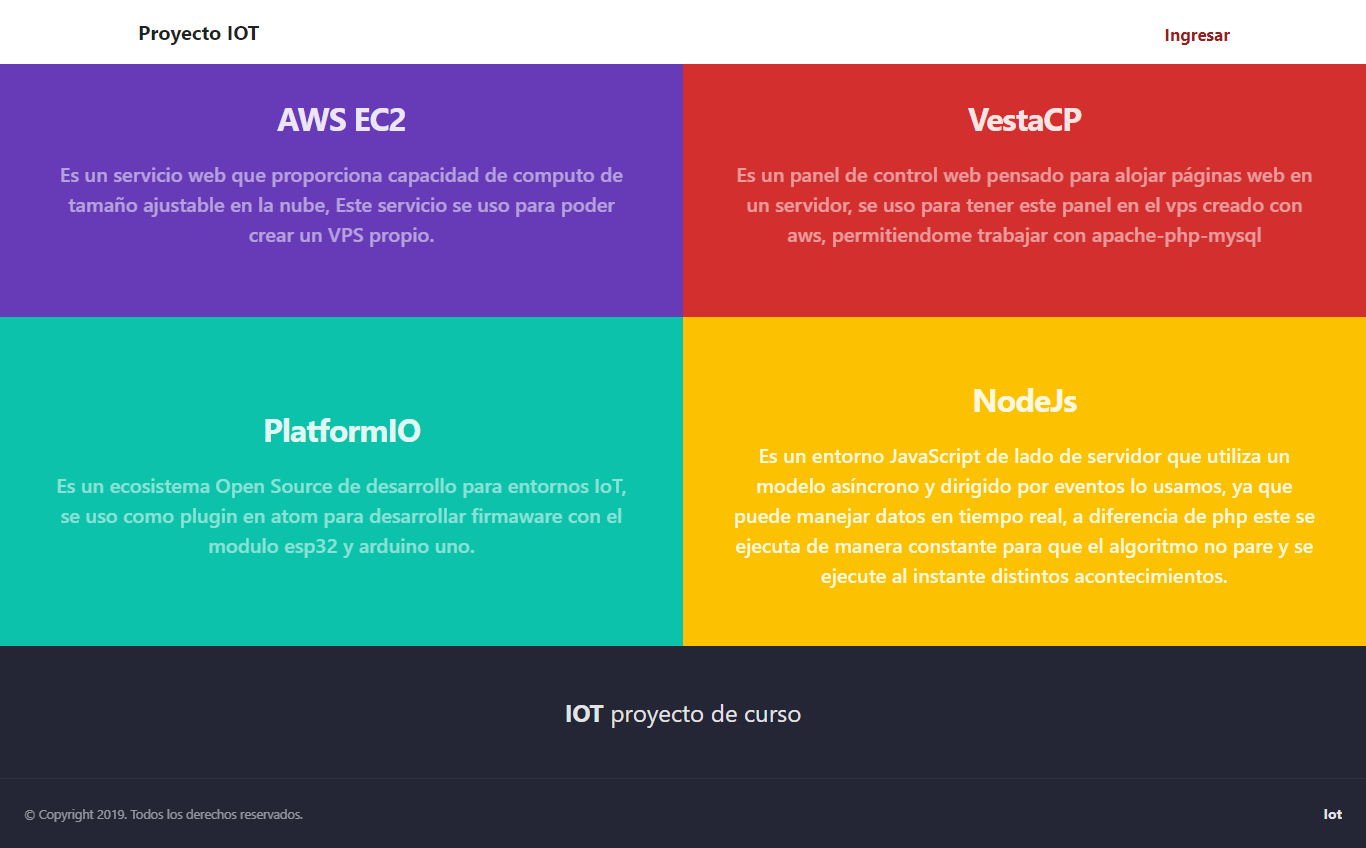 Proyecto IOT
Ingresar
AWS EC2
Es un servicio web que proporciona capacidad de computo de
tamaño ajustable en la nube, Este servicio se uso para poder
crear un VPS propio.
VestaCP
Es un panel de control web pensado para alojar páginas web en
un servidor, se uso para tener este panel en el vps creado con
aws, permitiendome trabajar con apache-php-mysql
PlatformIO
Es un ecosistema Open Source de desarrollo para entornos IoT,
se uso como plugin en atom para desarrollar firmaware con el
modulo esp32 y arduino uno.
NodeJs
Es un entorno JavaScript de lado de servidor que utiliza un
modelo asíncrono y dirigido por eventos lo usamos, ya que
puede manejar datos en tiempo real, a diferencia de php este se
ejecuta de manera constante para que el algoritmo no pare y se
ejecute al instante distintos acontecimientos.
IOT proyecto de curso
© Copyright 2019. Todos los derechos reservados.
Iot